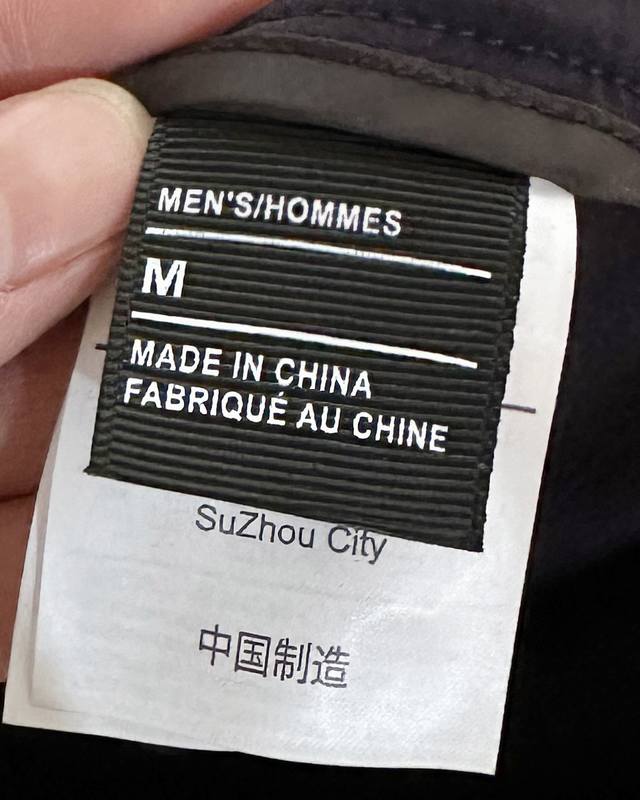 MEN'S/HOMMES
M
MADE IN CHINA
FABRIQUÉ AU CHINE
SuZhou City
中国制造